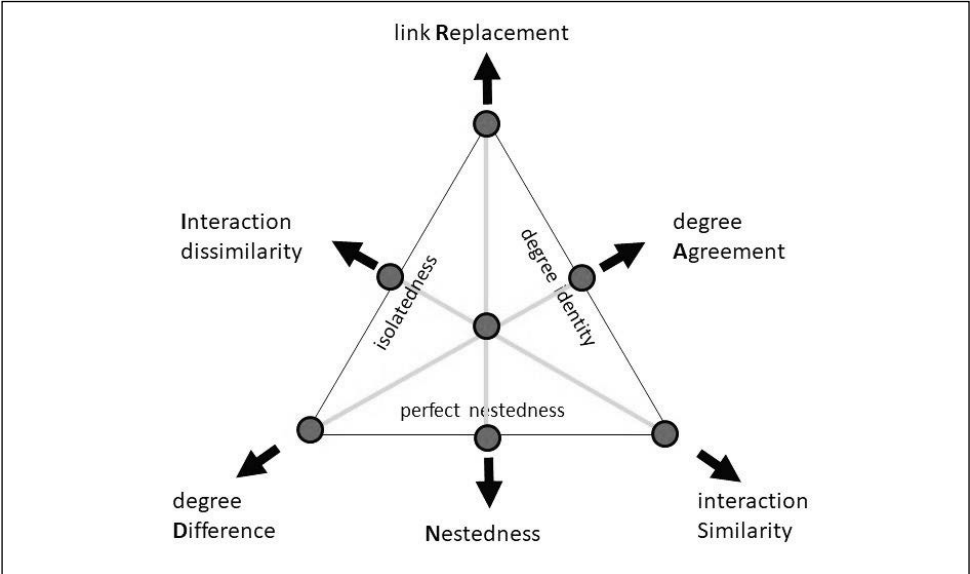 link Replacement
Interaction
dissimilarity
degree
Agreement
isolatedness
degree identity
perfect nestedness
degree
Difference
Nestedness
interaction
Similarity